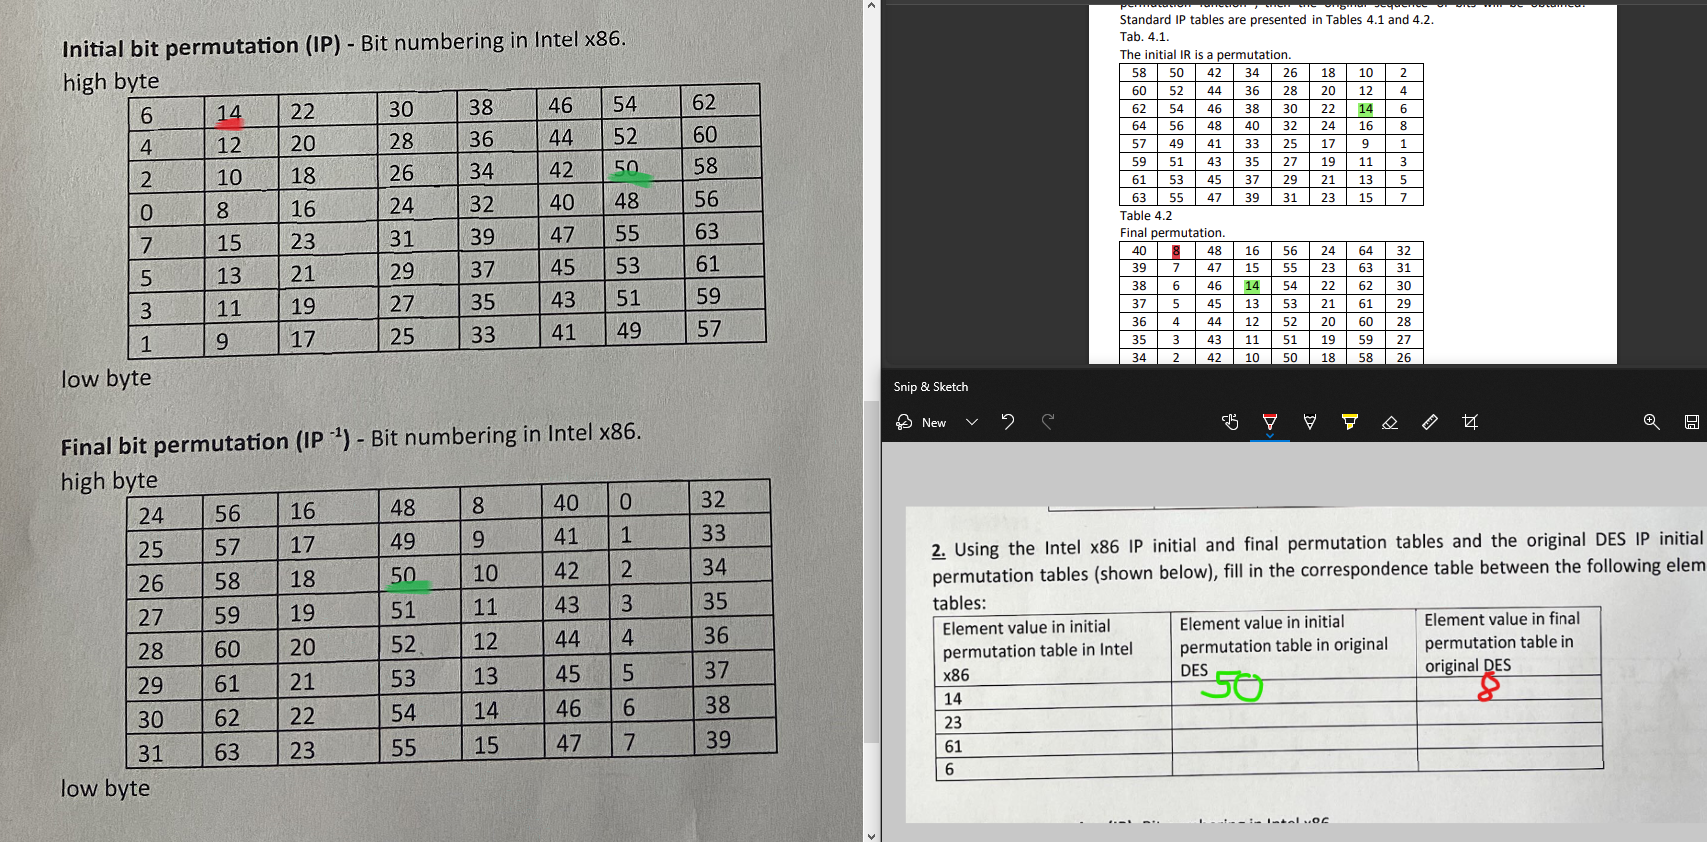 Initial bit permutation (IP) - Bit numbering in Intel x86.
high byte
6 14 22 30 38 46 54 62
4 12 20 28 36 44 52 60
2 10 18 26 34 42 50 58
0 8 16 24 32 40 48 56
7 15 23 31 39 47 55 63
5 13 21 29 37 45 53 61
3 11 19 27 35 43 51 59
1 9 17 25 33 41 49 57
low byte
Final bit permutation (IP -1) - Bit numbering in Intel x86.
high byte
24 56 16 48 8 40 0 32
25 57 17 49 9 41 1 33
26 58 18 50 10 42 2 34
27 59 19 51 11 43 3 35
28 60 20 52 12 44 4 36
29 61 21 53 13 45 5 37
30 62 22 54 14 46 6 38
31 63 23 55 15 47 7 39
low byte
permutation function , then the original sequence of bits will be obtained.
Standard IP tables are presented in Tables 4.1 and 4.2.
Tab. 4.1.
The initial IR is a permutation.
58 50 42 34 26 18 10 2
60 52 44 36 28 20 12 4
62 54 46 38 30 22 14 6
64 56 48 40 32 24 16 8
57 49 41 33 25 17 9 1
59 51 43 35 27 19 11 3
61 53 45 37 29 21 13 5
63 55 47 39 31 23 15 7
Table 4.2
Final permutation.
40 8 48 16 56 24 64 32
39 7 47 15 55 23 63 31
38 6 46 14 54 22 62 30
37 5 45 13 53 21 61 29
36 4 44 12 52 20 60 28
35 3 43 11 51 19 59 27
34 2 42 10 50 18 58 26
Snip & Sketch
New
2. Using the Intel x86 IP initial and final permutation tables and the original DES IP initial
permutation tables (shown below), fill in the correspondence table between the following elem
tables:
Element value in initial permutation table in Intel x86
Element value in initial permutation table in original DES
Element value in final permutation table in original DES
14 50 8
23
61
6